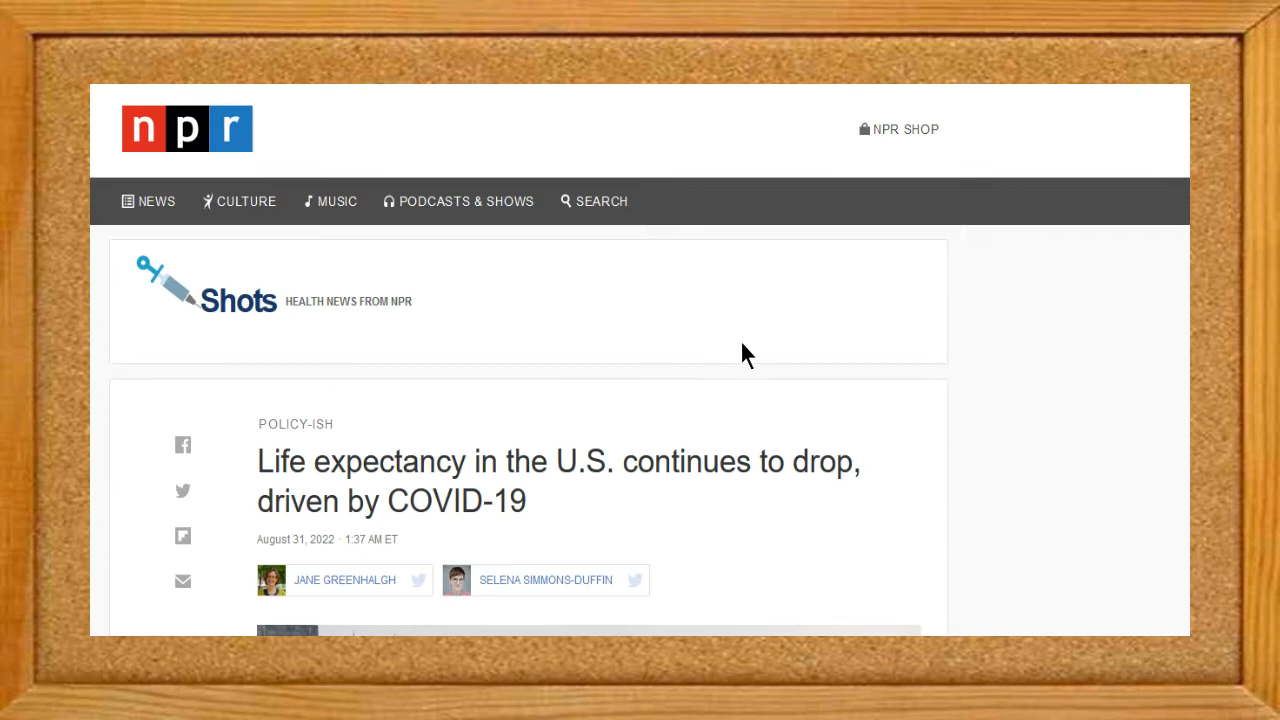 npr
NPR SHOP
NEWS CULTURE MUSIC PODCASTS & SHOWS SEARCH
Shots HEALTH NEWS FROM NPR
POLICY-ISH
Life expectancy in the U.S. continues to drop,
driven by COVID-19
August 31, 2022 · 1:37 AM ET
JANE GREENHALGH SELENA SIMMONS-DUFFIN